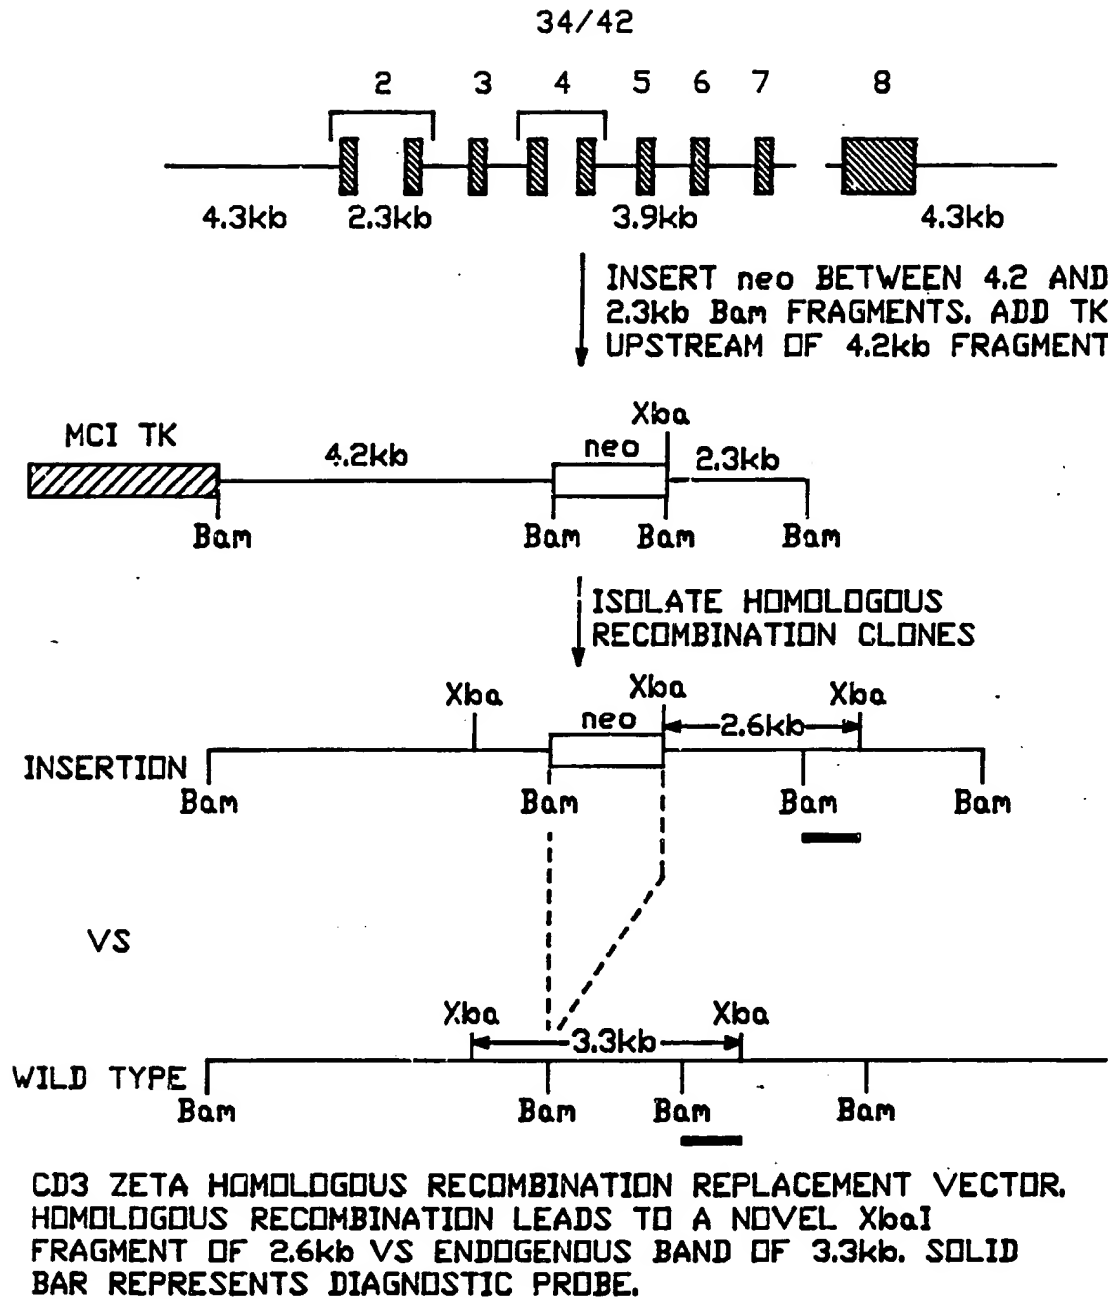 34/42
2 3 4 5 6 7 8
4.3kb 2.3kb 3.9kb 4.3kb
INSERT neo BETWEEN 4.2 AND
2.3kb Bam FRAGMENTS. ADD TK
UPSTREAM OF 4.2kb FRAGMENT
Xba
MCI TK 4.2kb neo 2.3kb
Bam Bam Bam Bam
ISOLATE HOMOLOGOUS
RECOMBINATION CLONES
Xba Xba Xba
neo 2.6kb
INSERTION
Bam Bam Bam Bam
VS
Xba Xba
3.3kb
WILD TYPE
Bam Bam Bam Bam
CD3 ZETA HOMOLOGOUS RECOMBINATION REPLACEMENT VECTOR.
HOMOLOGOUS RECOMBINATION LEADS TO A NOVEL XbaI
FRAGMENT OF 2.6kb VS ENDOGENOUS BAND OF 3.3kb. SOLID
BAR REPRESENTS DIAGNOSTIC PROBE.